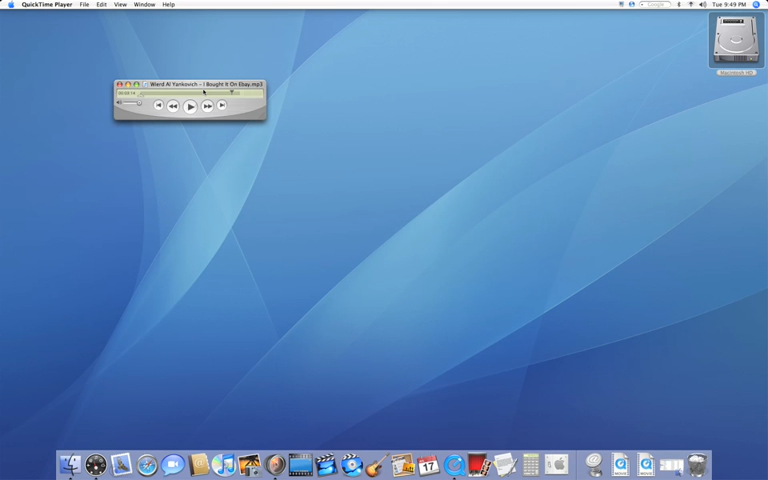 QuickTime Player File Edit View Window Help
Tue 9:49 PM
Macintosh HD
Wierd Al Yankovich - I Bought It On Ebay.mp3
17